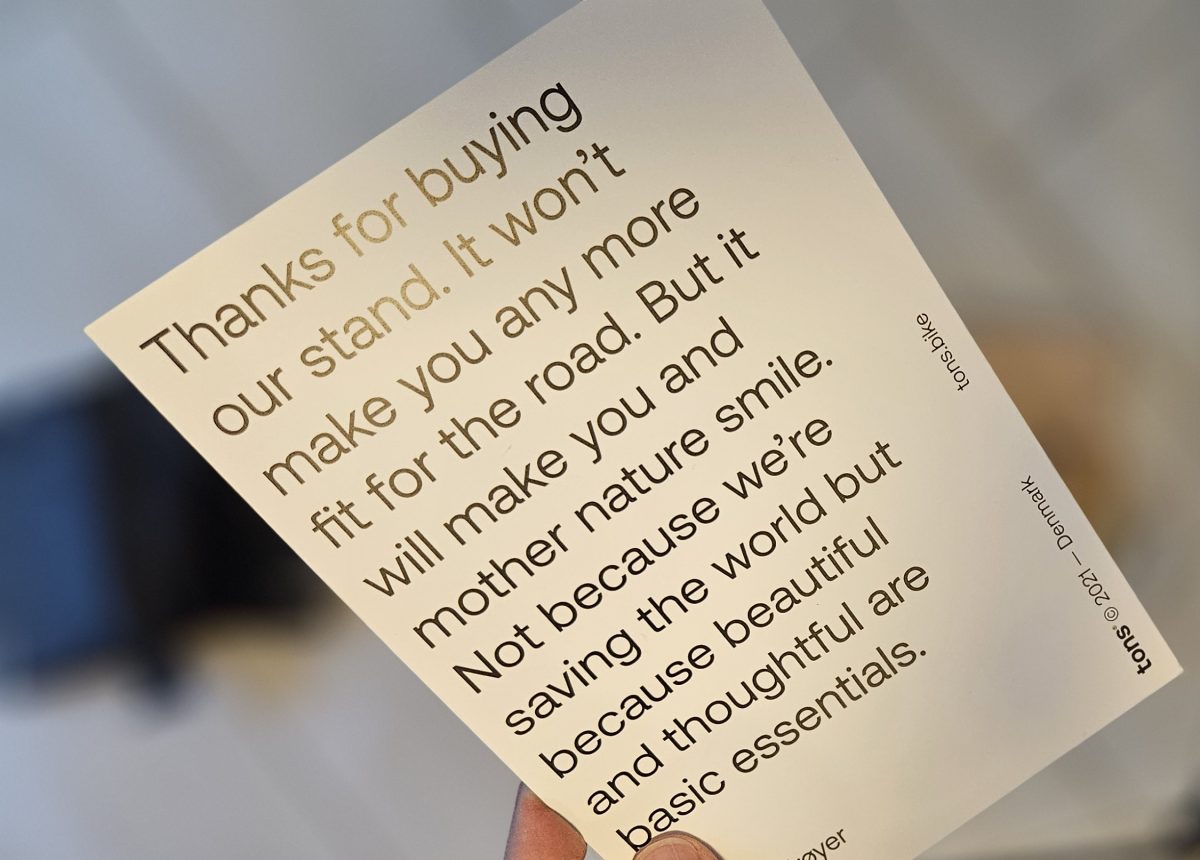 Thanks for buying
our stand. It won't
make you any more
fit for the road. But it
will make you and
mother nature smile.
Not because we're
saving the world but
because beautiful
and thoughtful are
basic essentials.
tons.bike
tons® © 2021 — Denmark